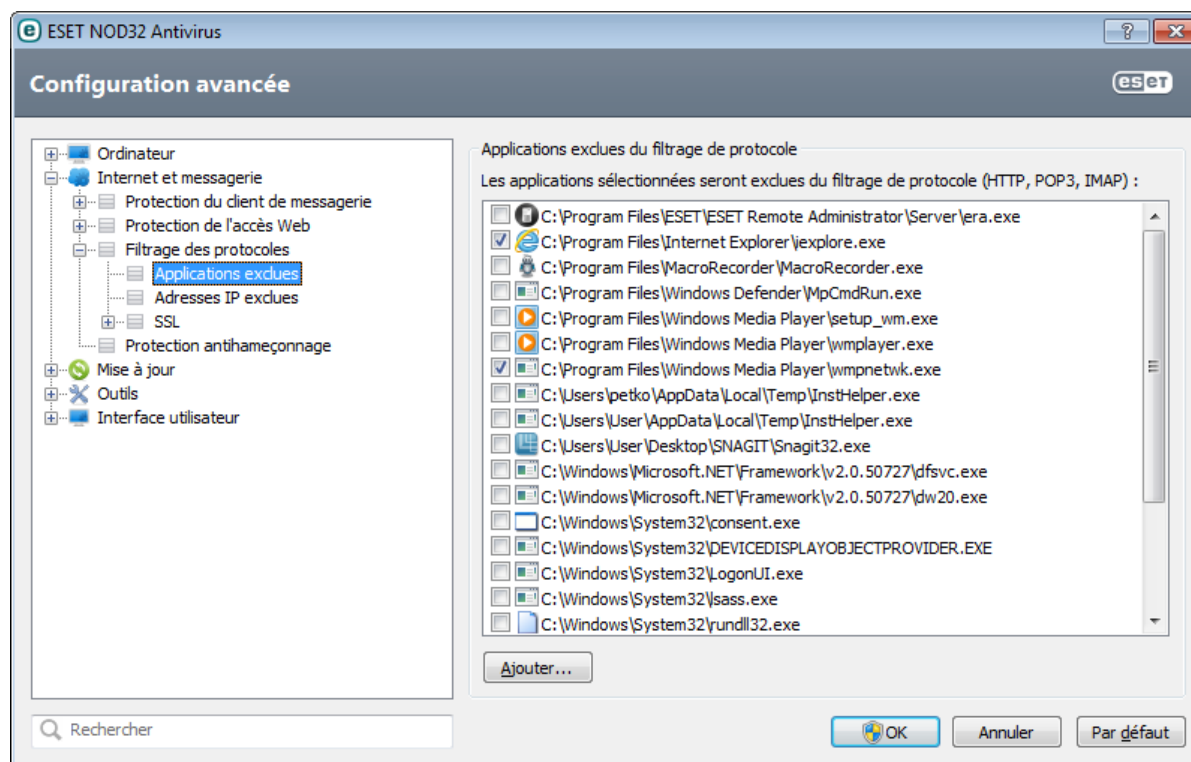 ESET NOD32 Antivirus
Configuration avancée
eseT
Ordinateur
Internet et messagerie
Protection du client de messagerie
Protection de l'accès Web
Filtrage des protocoles
Applications exclues
Adresses IP exclues
SSL
Protection antihameçonnage
Mise à jour
Outils
Interface utilisateur
Rechercher
Applications exclues du filtrage de protocole
Les applications sélectionnées seront exclues du filtrage de protocole (HTTP, POP3, IMAP) :
C:\Program Files\ESET\ESET Remote Administrator\Server\era.exe
C:\Program Files\Internet Explorer\iexplore.exe
C:\Program Files\MacroRecorder\MacroRecorder.exe
C:\Program Files\Windows Defender\MpCmdRun.exe
C:\Program Files\Windows Media Player\setup_wm.exe
C:\Program Files\Windows Media Player\wmplayer.exe
C:\Program Files\Windows Media Player\wmpnetwk.exe
C:\Users\petko\AppData\Local\Temp\InstHelper.exe
C:\Users\User\AppData\Local\Temp\InstHelper.exe
C:\Users\User\Desktop\SNAGIT\Snagit32.exe
C:\Windows\Microsoft.NET\Framework\v2.0.50727\dfsvc.exe
C:\Windows\Microsoft.NET\Framework\v2.0.50727\dw20.exe
C:\Windows\System32\consent.exe
C:\Windows\System32\DEVICEDISPLAYOBJECTPROVIDER.EXE
C:\Windows\System32\LogonUI.exe
C:\Windows\System32\lsass.exe
C:\Windows\System32\rundll32.exe
Ajouter...
OK
Annuler
Par défaut